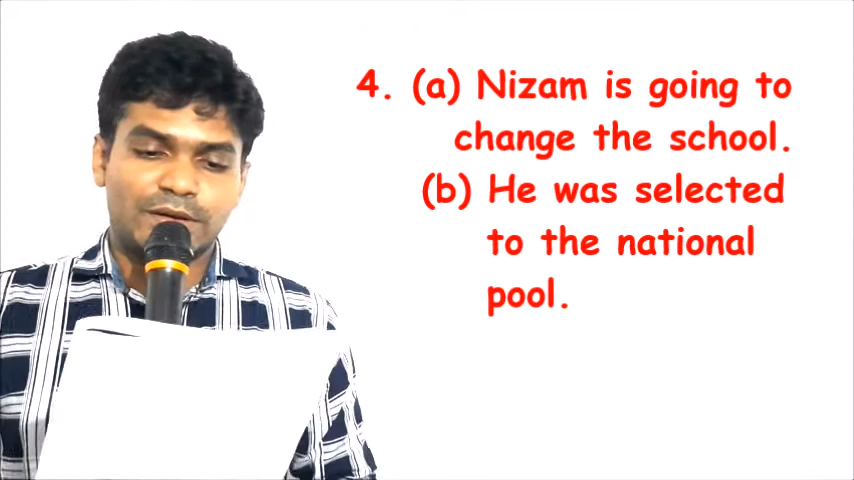 4. (a) Nizam is going to
change the school.
(b) He was selected
to the national
pool.